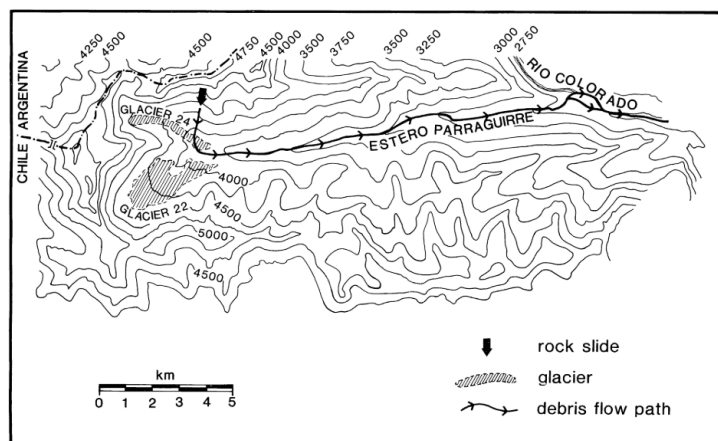 4250
4500
4500
4750
4500
4000
3500
3750
3500
3250
3000
2750
CHILE
ARGENTINA
GLACIER 24
RIO COLORADO
ESTERO PARRAGUIRRE
4000
GLACIER 22
4500
5000
4500
rock slide
glacier
debris flow path
km
0 1 2 3 4 5